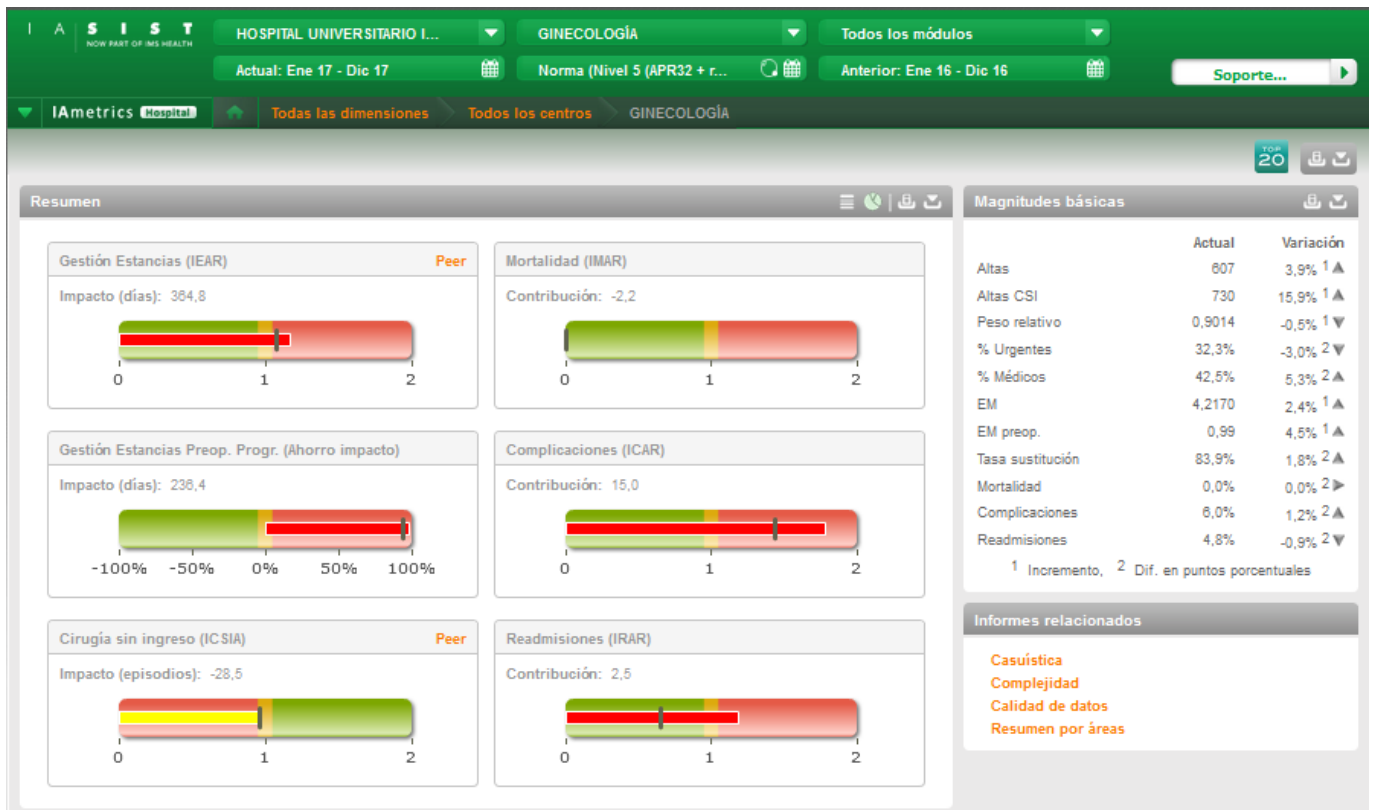 I A S I S T
NOW PART OF IMS HEALTH
HOSPITAL UNIVERSITARIO I...
GINECOLOGÍA
Todos los módulos
Actual: Ene 17 - Dic 17
Norma (Nivel 5 (APR32 + r...
Anterior: Ene 16 - Dic 16
Soporte...
IAmetrics Hospital
Todas las dimensiones
Todos los centros
GINECOLOGÍA
TOP 20
Resumen
Gestión Estancias (IEAR) Peer
Impacto (días): 364,8
0 1 2
Mortalidad (IMAR)
Contribución: -2,2
0 1 2
Gestión Estancias Preop. Progr. (Ahorro impacto)
Impacto (días): 236,4
-100% -50% 0% 50% 100%
Complicaciones (ICAR)
Contribución: 15,0
0 1 2
Cirugía sin ingreso (ICSIA) Peer
Impacto (episodios): -28,5
0 1 2
Readmisiones (IRAR)
Contribución: 2,5
0 1 2
Magnitudes básicas
Actual Variación
Altas 607 3,9% 1
Altas CSI 730 15,9% 1
Peso relativo 0,9014 -0,5% 1
% Urgentes 32,3% -3,0% 2
% Médicos 42,5% 5,3% 2
EM 4,2170 2,4% 1
EM preop. 0,99 4,5% 1
Tasa sustitución 83,9% 1,8% 2
Mortalidad 0,0% 0,0% 2
Complicaciones 6,0% 1,2% 2
Readmisiones 4,8% -0,9% 2
1 Incremento, 2 Dif. en puntos porcentuales
Informes relacionados
Casuística
Complejidad
Calidad de datos
Resumen por áreas